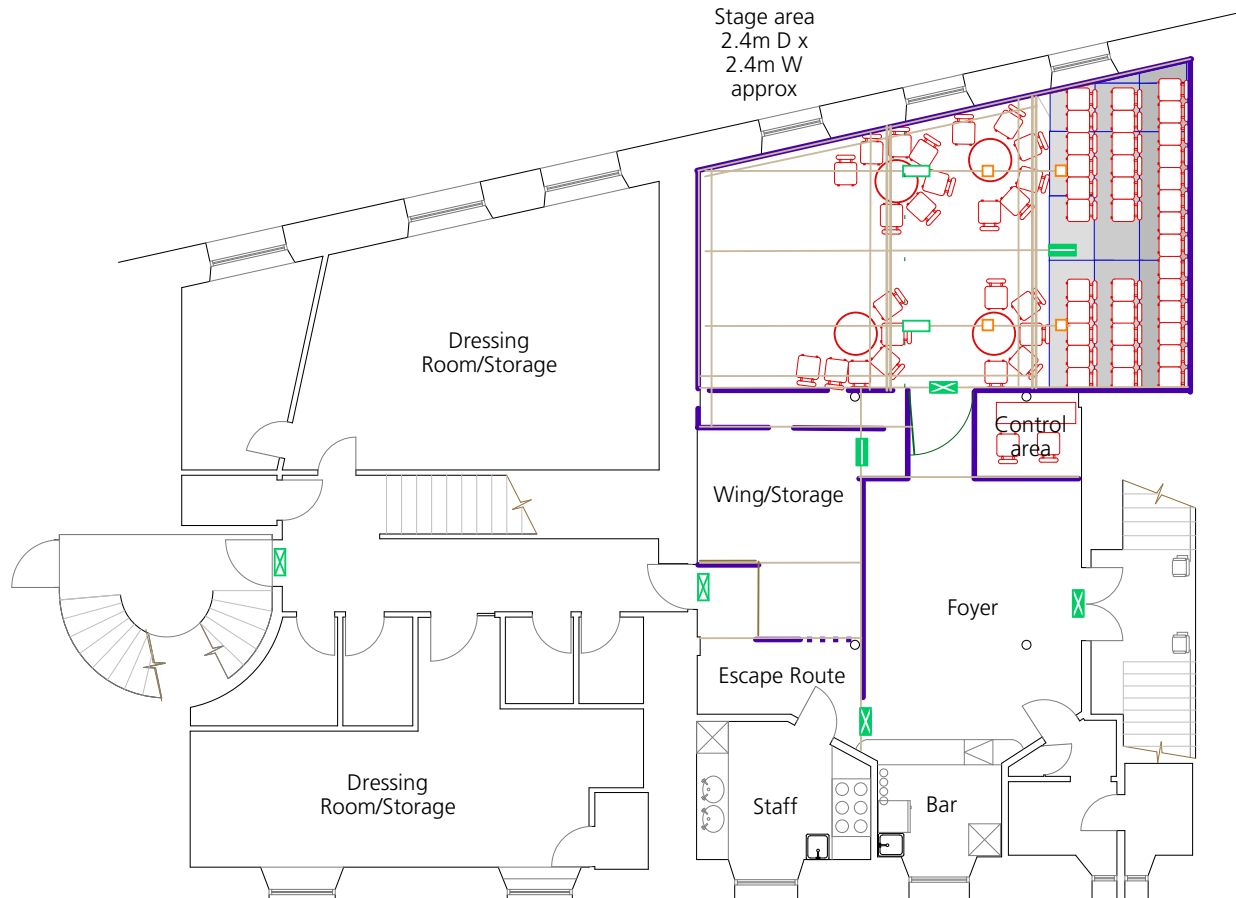 Stage area
2.4m D x
2.4m W
approx
Dressing
Room/Storage
Control
area
Wing/Storage
Foyer
Escape Route
Dressing
Room/Storage
Staff
Bar